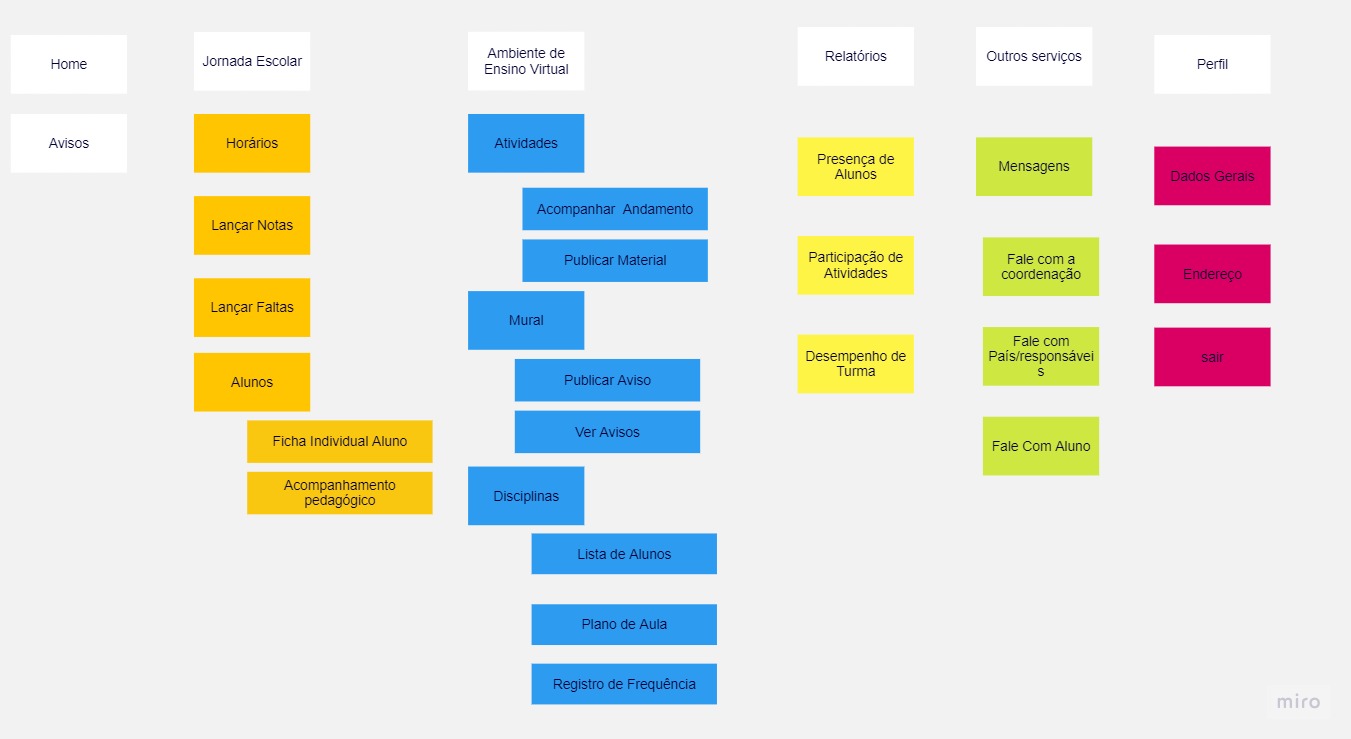 Home
Avisos
Jornada Escolar
Horários
Lançar Notas
Lançar Faltas
Alunos
Ficha Individual Aluno
Acompanhamento
pedagógico
Ambiente de
Ensino Virtual
Atividades
Acompanhar  Andamento
Publicar Material
Mural
Publicar Aviso
Ver Avisos
Disciplinas
Lista de Alunos
Plano de Aula
Registro de Frequência
Relatórios
Presença de
Alunos
Participação de
Atividades
Desempenho de
Turma
Outros serviços
Mensagens
Fale com a
coordenação
Fale com
País/responsávei
s
Fale Com Aluno
Perfil
Dados Gerais
Endereço
sair
miro